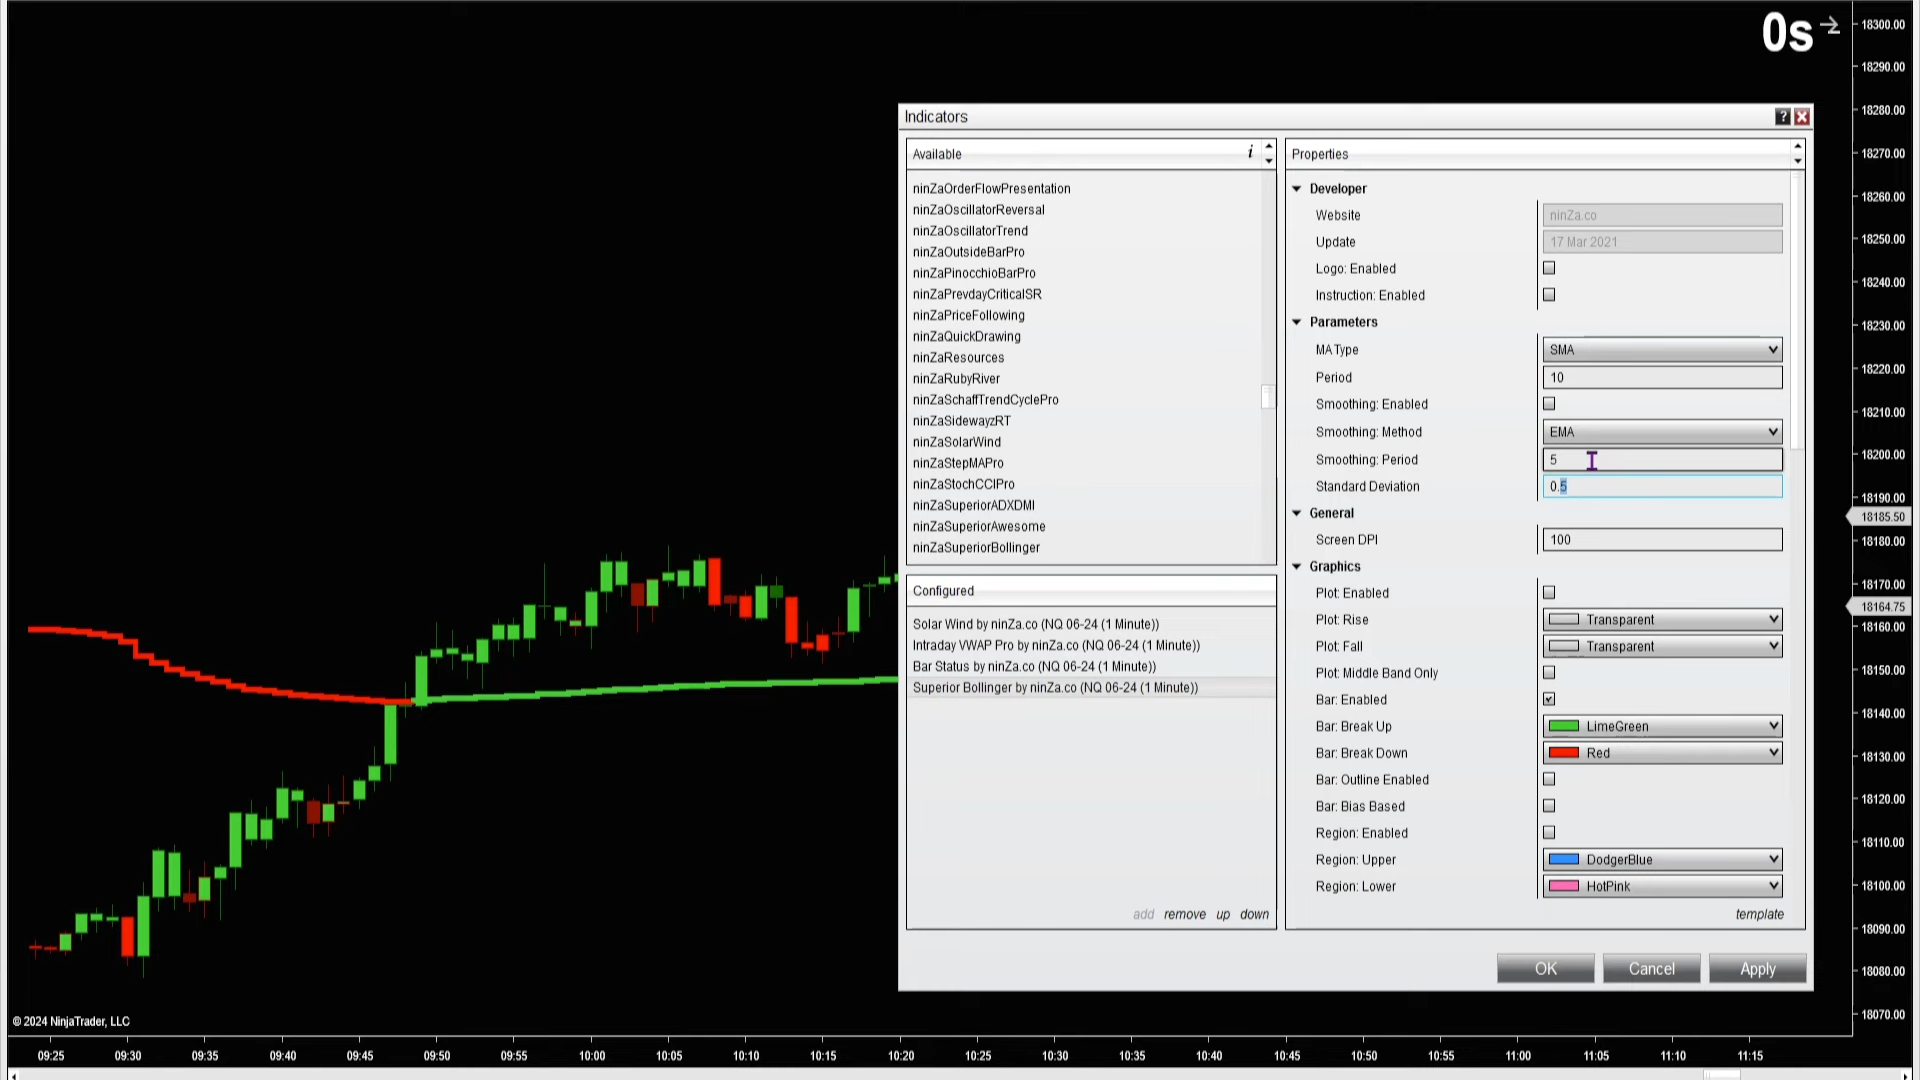 0s
18300.00
18290.00
18280.00
18270.00
18260.00
18250.00
18240.00
18230.00
18220.00
18210.00
18200.00
18190.00
18185.50
18180.00
18170.00
18164.75
18160.00
18150.00
18140.00
18130.00
18120.00
18110.00
18100.00
18090.00
18080.00
18070.00
Indicators
?
Available
i
ninZaOrderFlowPresentation
ninZaOscillatorReversal
ninZaOscillatorTrend
ninZaOutsideBarPro
ninZaPinocchioBarPro
ninZaPrevdayCriticalSR
ninZaPriceFollowing
ninZaQuickDrawing
ninZaResources
ninZaRubyRiver
ninZaSchaffTrendCyclePro
ninZaSidewayzRT
ninZaSolarWind
ninZaStepMAPro
ninZaStochCCIPro
ninZaSuperiorADXDMI
ninZaSuperiorAwesome
ninZaSuperiorBollinger
Configured
Solar Wind by ninZa.co (NQ 06-24 (1 Minute))
Intraday VWAP Pro by ninZa.co (NQ 06-24 (1 Minute))
Bar Status by ninZa.co (NQ 06-24 (1 Minute))
Superior Bollinger by ninZa.co (NQ 06-24 (1 Minute))
add remove up down
Properties
Developer
Website ninZa.co
Update 17 Mar 2021
Logo: Enabled
Instruction: Enabled
Parameters
MA Type SMA
Period 10
Smoothing: Enabled
Smoothing: Method EMA
Smoothing: Period 5
Standard Deviation 0.5
General
Screen DPI 100
Graphics
Plot: Enabled
Plot: Rise Transparent
Plot: Fall Transparent
Plot: Middle Band Only
Bar: Enabled
Bar: Break Up LimeGreen
Bar: Break Down Red
Bar: Outline Enabled
Bar: Bias Based
Region: Enabled
Region: Upper DodgerBlue
Region: Lower HotPink
template
OK Cancel Apply
© 2024 NinjaTrader, LLC
09:25 09:30 09:35 09:40 09:45 09:50 09:55 10:00 10:05 10:10 10:15 10:20 10:25 10:30 10:35 10:40 10:45 10:50 10:55 11:00 11:05 11:10 11:15